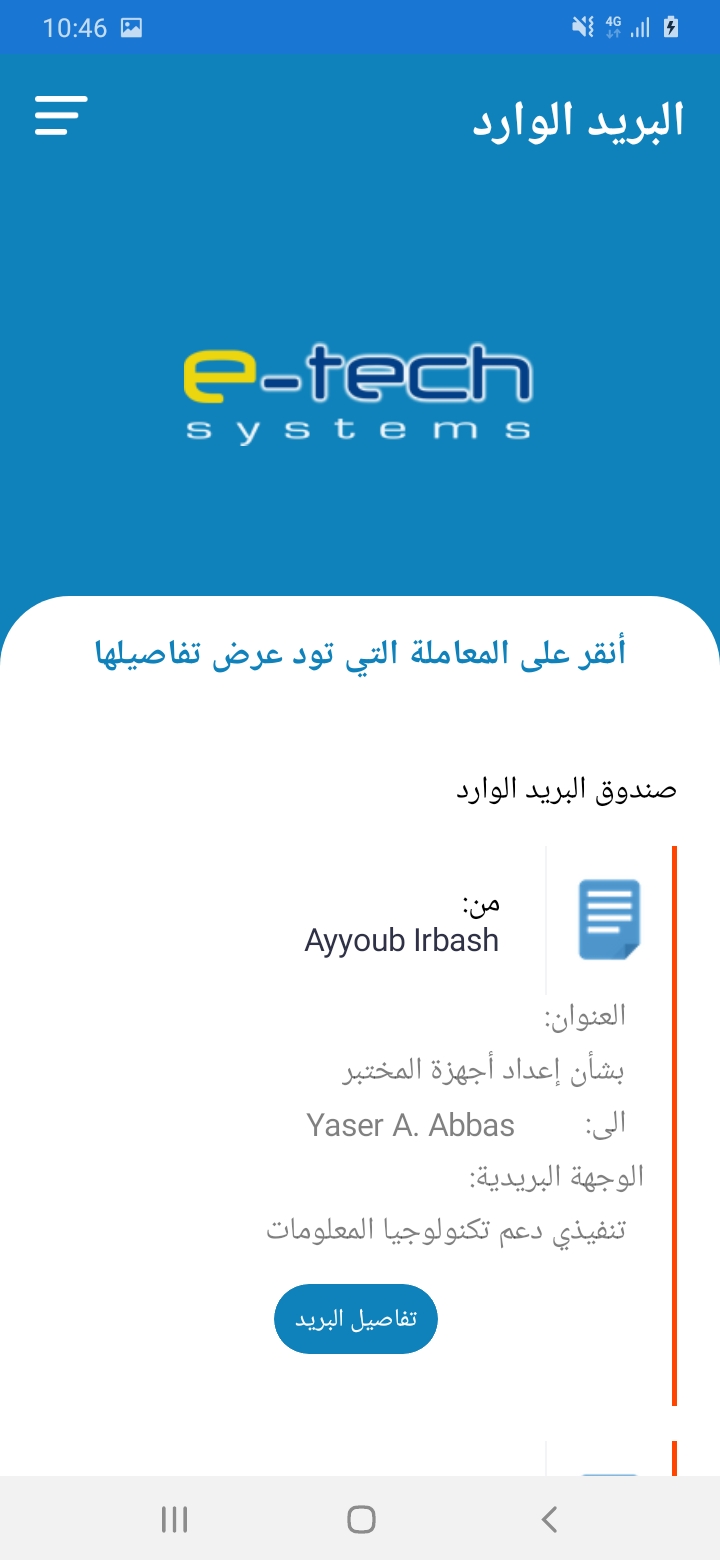 10:46
4G
البريد الوارد
e-tech
systems
أنقر على المعاملة التي تود عرض تفاصيلها
صندوق البريد الوارد
من:
Ayyoub Irbash
العنوان:
بشأن إعداد أجهزة المختبر
الى: Yaser A. Abbas
الوجهة البريدية:
تنفيذي دعم تكنولوجيا المعلومات
تفاصيل البريد